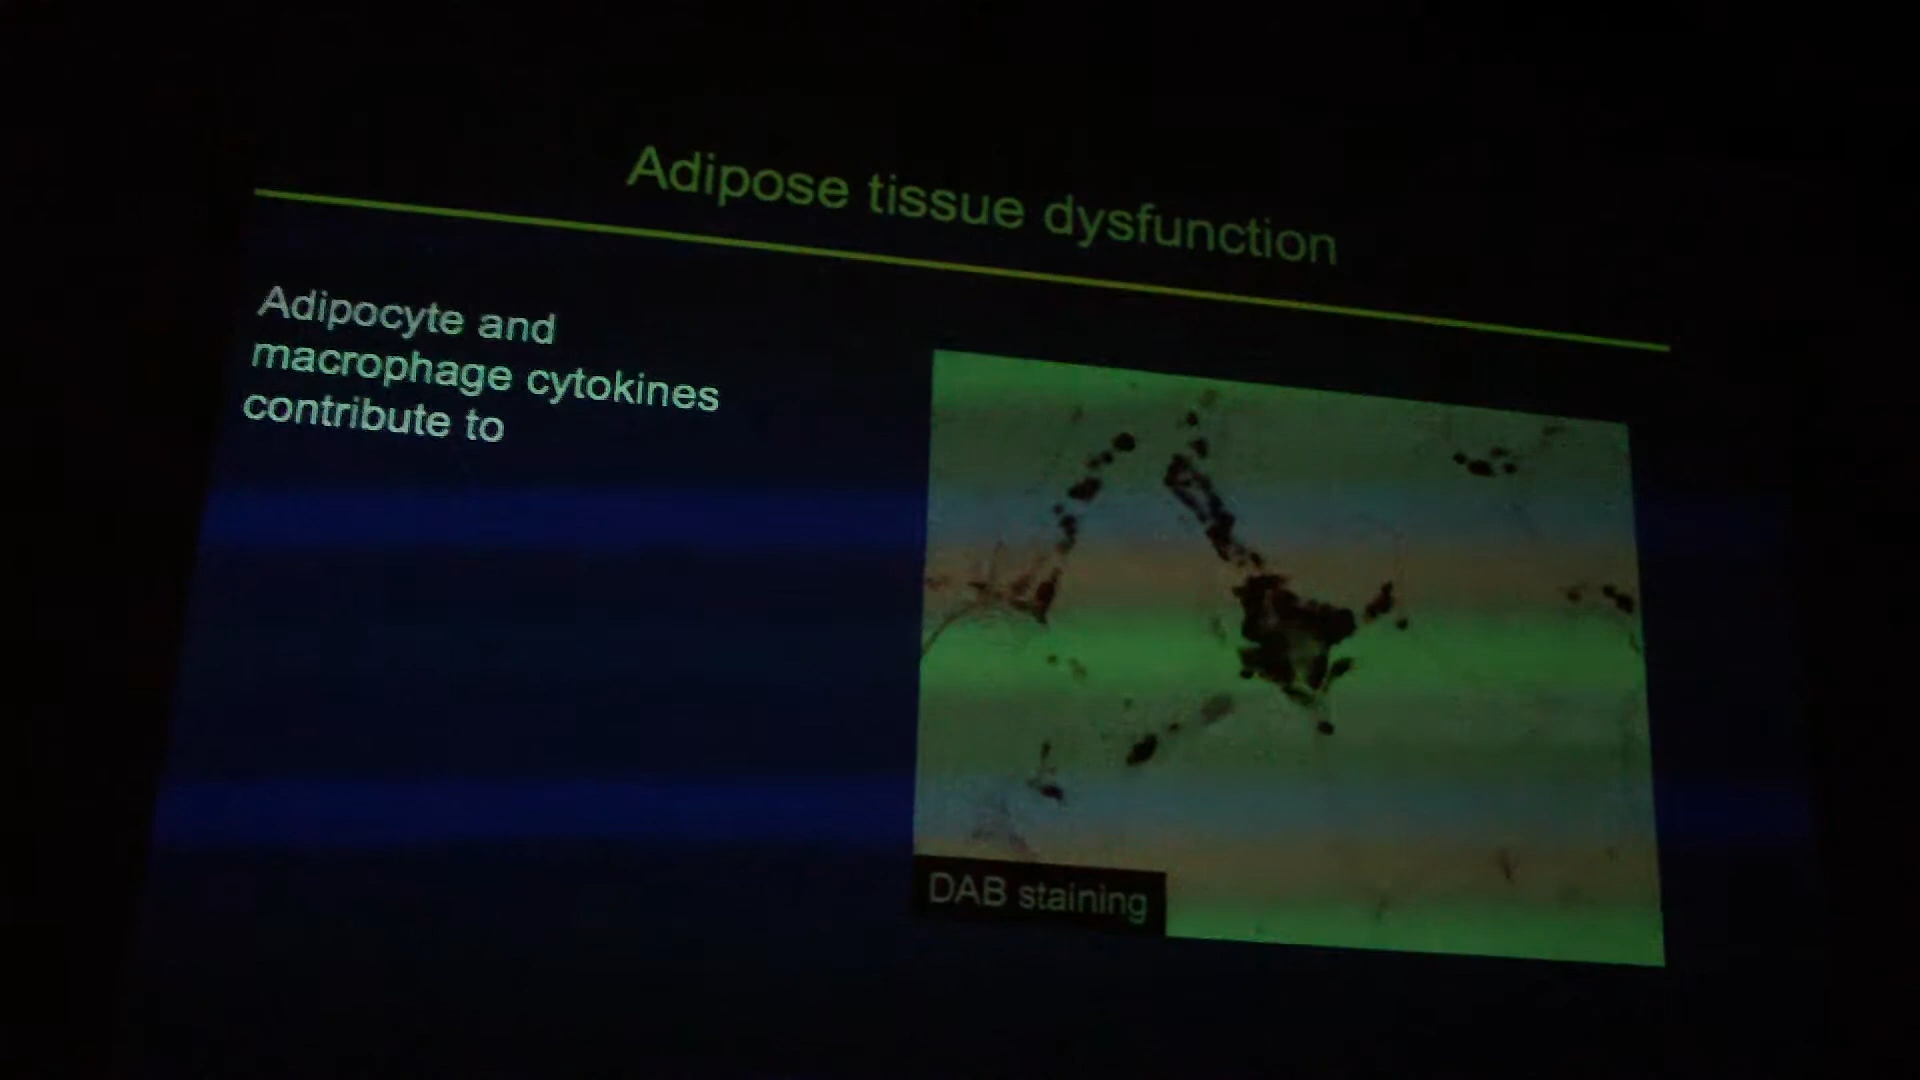 Adipose tissue dysfunction
Adipocyte and
macrophage cytokines
contribute to
DAB staining